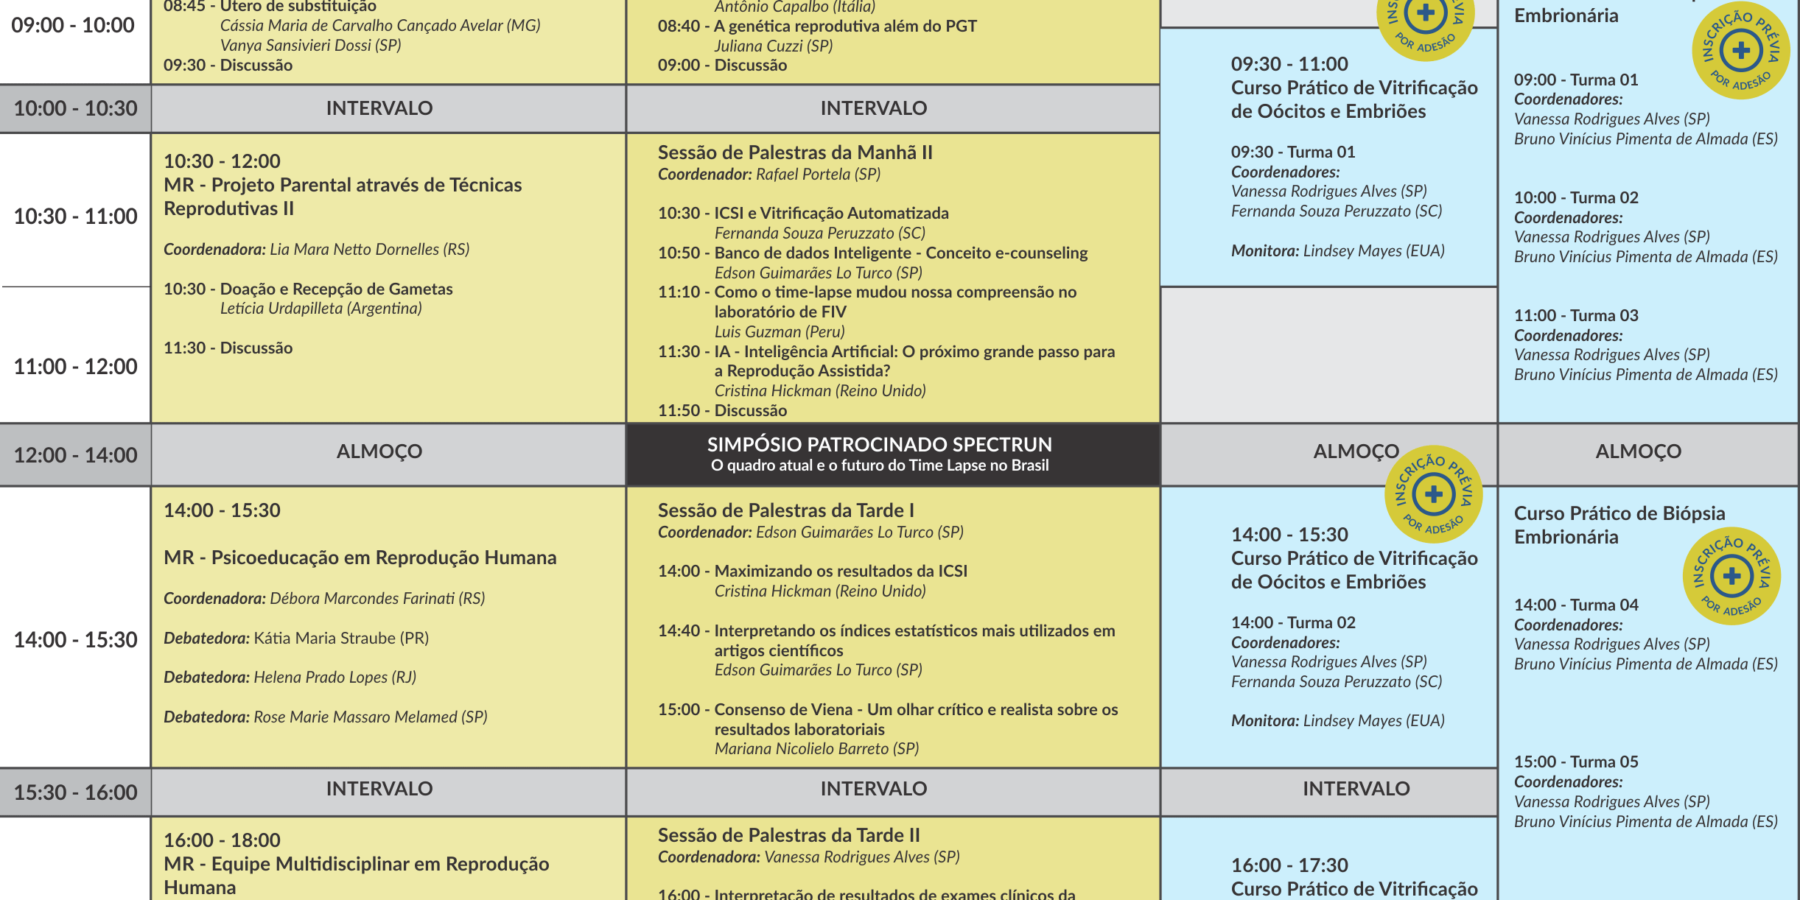 09:00 - 10:00
08:45 - Útero de substituição
Cássia Maria de Carvalho Cançado Avelar (MG)
Vanya Sansivieri Dossi (SP)
09:30 - Discussão
Antônio Capalbo (Itália)
08:40 - A genética reprodutiva além do PGT
Juliana Cuzzi (SP)
09:00 - Discussão
INSCRIÇÃO PRÉVIA
POR ADESÃO
09:30 - 11:00
Curso Prático de Vitrificação
de Oócitos e Embriões
09:30 - Turma 01
Coordenadores:
Vanessa Rodrigues Alves (SP)
Fernanda Souza Peruzzato (SC)
Monitora: Lindsey Mayes (EUA)
Embrionária
INSCRIÇÃO PRÉVIA
POR ADESÃO
09:00 - Turma 01
Coordenadores:
Vanessa Rodrigues Alves (SP)
Bruno Vinícius Pimenta de Almada (ES)
10:00 - Turma 02
Coordenadores:
Vanessa Rodrigues Alves (SP)
Bruno Vinícius Pimenta de Almada (ES)
11:00 - Turma 03
Coordenadores:
Vanessa Rodrigues Alves (SP)
Bruno Vinícius Pimenta de Almada (ES)
10:00 - 10:30
INTERVALO
INTERVALO
10:30 - 11:00
11:00 - 12:00
10:30 - 12:00
MR - Projeto Parental através de Técnicas
Reprodutivas II
Coordenadora: Lia Mara Netto Dornelles (RS)
10:30 - Doação e Recepção de Gametas
Letícia Urdapilleta (Argentina)
11:30 - Discussão
Sessão de Palestras da Manhã II
Coordenador: Rafael Portela (SP)
10:30 - ICSI e Vitrificação Automatizada
Fernanda Souza Peruzzato (SC)
10:50 - Banco de dados Inteligente - Conceito e-counseling
Edson Guimarães Lo Turco (SP)
11:10 - Como o time-lapse mudou nossa compreensão no
laboratório de FIV
Luis Guzman (Peru)
11:30 - IA - Inteligência Artificial: O próximo grande passo para
a Reprodução Assistida?
Cristina Hickman (Reino Unido)
11:50 - Discussão
12:00 - 14:00
ALMOÇO
SIMPÓSIO PATROCINADO SPECTRUN
O quadro atual e o futuro do Time Lapse no Brasil
ALMOÇO
ALMOÇO
14:00 - 15:30
14:00 - 15:30
MR - Psicoeducação em Reprodução Humana
Coordenadora: Débora Marcondes Farinati (RS)
Debatedora: Kátia Maria Straube (PR)
Debatedora: Helena Prado Lopes (RJ)
Debatedora: Rose Marie Massaro Melamed (SP)
Sessão de Palestras da Tarde I
Coordenador: Edson Guimarães Lo Turco (SP)
14:00 - Maximizando os resultados da ICSI
Cristina Hickman (Reino Unido)
14:40 - Interpretando os índices estatísticos mais utilizados em
artigos científicos
Edson Guimarães Lo Turco (SP)
15:00 - Consenso de Viena - Um olhar crítico e realista sobre os
resultados laboratoriais
Mariana Nicolielo Barreto (SP)
INSCRIÇÃO PRÉVIA
POR ADESÃO
14:00 - 15:30
Curso Prático de Vitrificação
de Oócitos e Embriões
14:00 - Turma 02
Coordenadores:
Vanessa Rodrigues Alves (SP)
Fernanda Souza Peruzzato (SC)
Monitora: Lindsey Mayes (EUA)
Curso Prático de Biópsia
Embrionária
INSCRIÇÃO PRÉVIA
POR ADESÃO
14:00 - Turma 04
Coordenadores:
Vanessa Rodrigues Alves (SP)
Bruno Vinícius Pimenta de Almada (ES)
15:00 - Turma 05
Coordenadores:
Vanessa Rodrigues Alves (SP)
Bruno Vinícius Pimenta de Almada (ES)
15:30 - 16:00
INTERVALO
INTERVALO
INTERVALO
16:00 - 18:00
MR - Equipe Multidisciplinar em Reprodução
Humana
Sessão de Palestras da Tarde II
Coordenadora: Vanessa Rodrigues Alves (SP)
16:00 - Interpretação de resultados de exames clínicos da
16:00 - 17:30
Curso Prático de Vitrificação